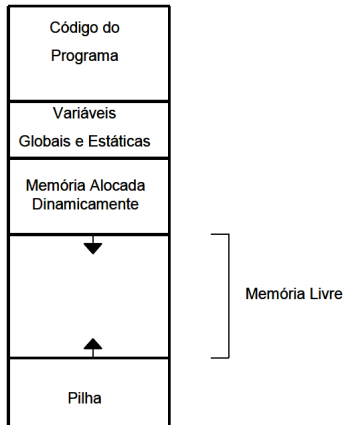 Código do
Programa
Variáveis
Globais e Estáticas
Memória Alocada
Dinamicamente
Memória Livre
Pilha